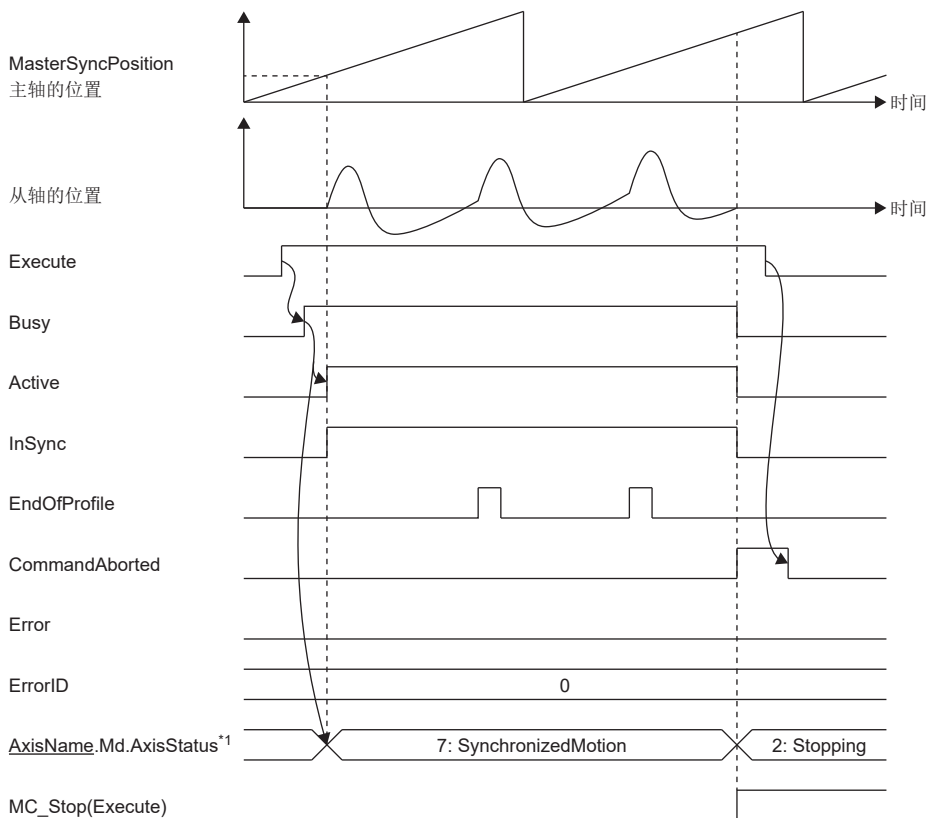 MasterSyncPosition
主轴的位置
时间
从轴的位置
时间
Execute
Busy
Active
InSync
EndOfProfile
CommandAborted
Error
ErrorID
0
AxisName.Md.AxisStatus*1
7: SynchronizedMotion
2: Stopping
MC_Stop(Execute)